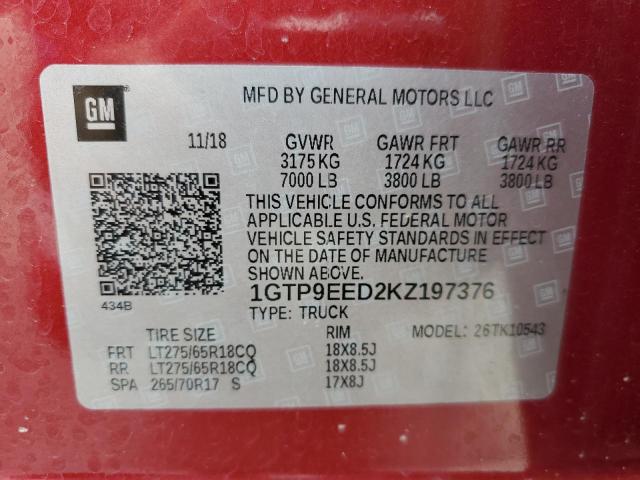 GM
MFD BY GENERAL MOTORS LLC
11/18 GVWR GAWR FRT GAWR RR
3175 KG 1724 KG 1724 KG
7000 LB 3800 LB 3800 LB
THIS VEHICLE CONFORMS TO ALL
APPLICABLE U.S. FEDERAL MOTOR
VEHICLE SAFETY STANDARDS IN EFFECT
ON THE DATE OF MANUFACTURE
SHOWN ABOVE.
1GTP9EED2KZ197376
434B
TYPE: TRUCK
TIRE SIZE RIM MODEL: 26TK10543
FRT LT275/65R18CQ 18X8.5J
RR LT275/65R18CQ 18X8.5J
SPA 265/70R17 S 17X8J